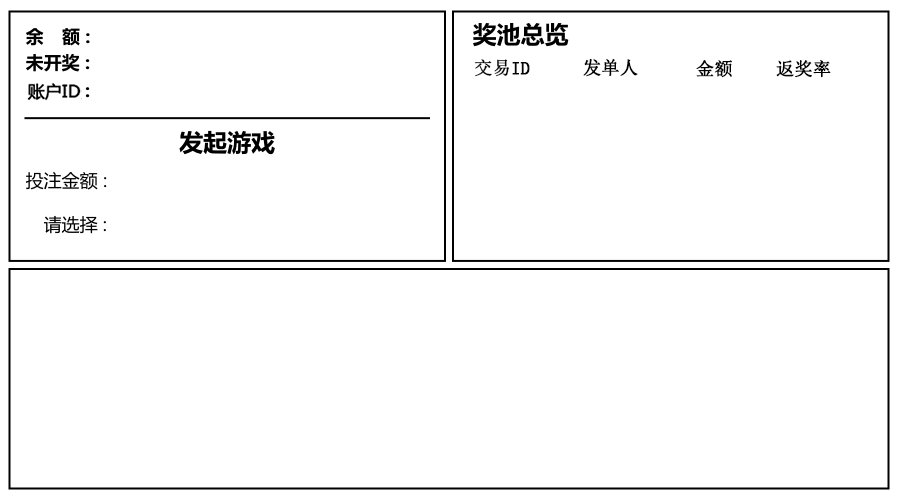 余 额：
未开奖：
账户ID：
发起游戏
投注金额：
请选择：
奖池总览
交易ID 发单人 金额 返奖率